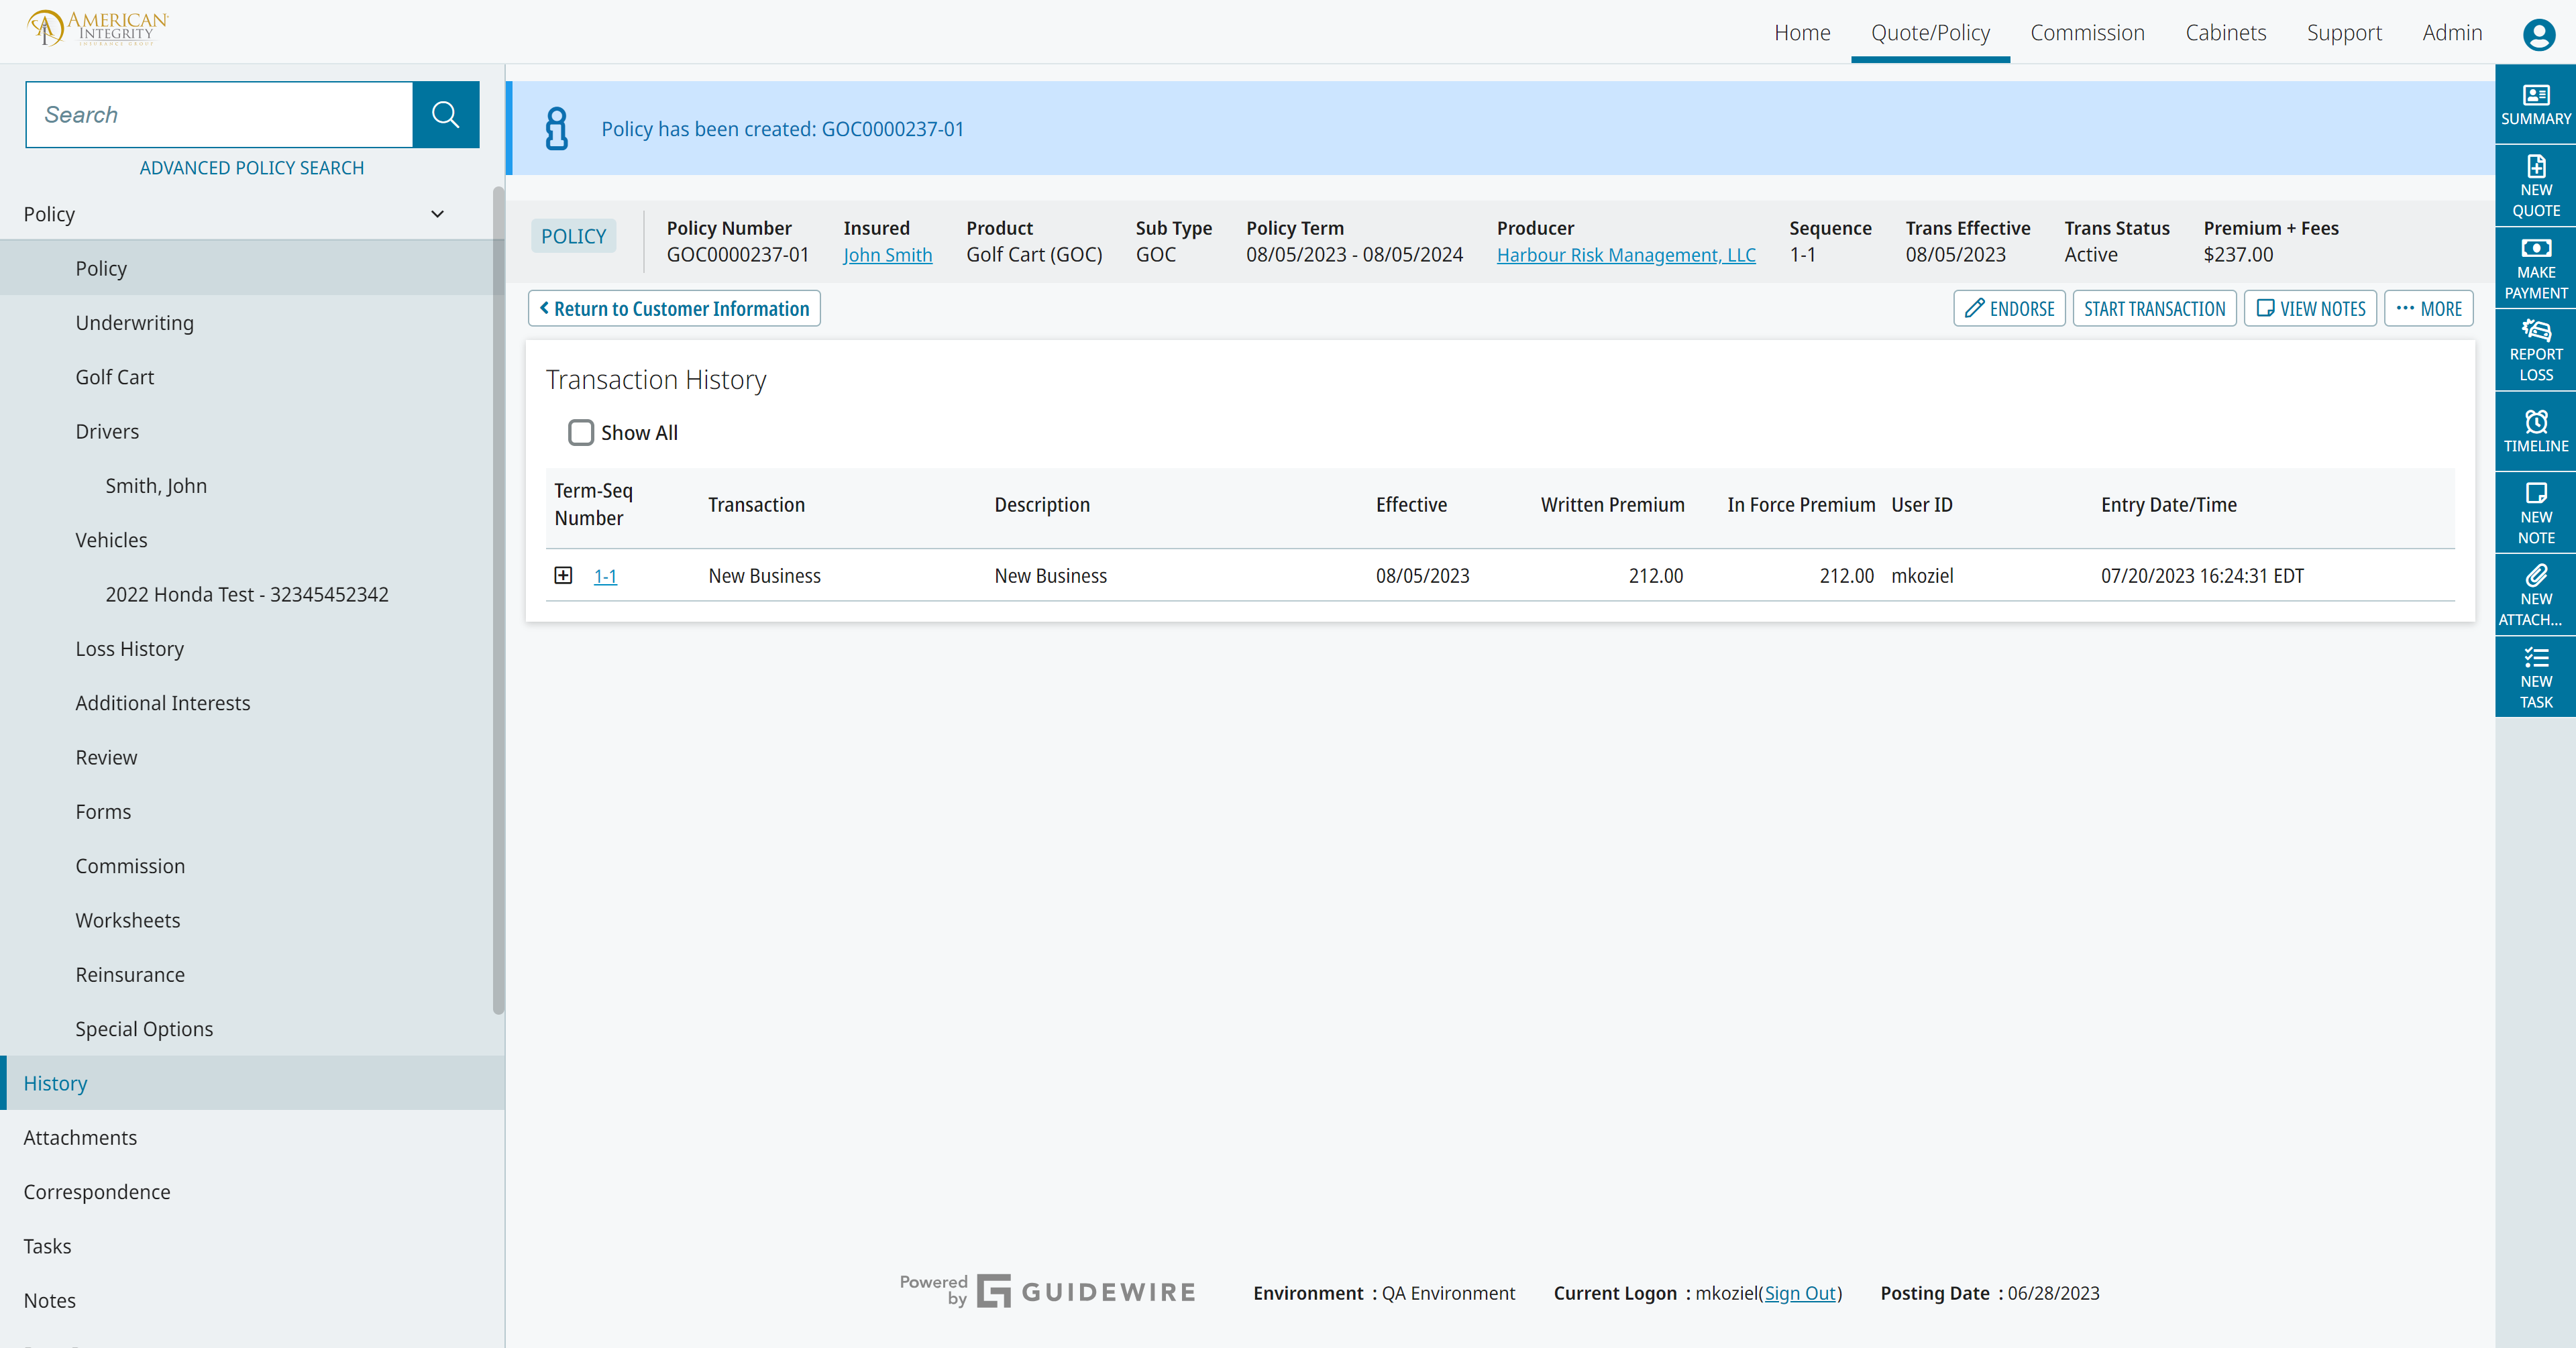 AMERICAN
INTEGRITY
INSURANCE GROUP
Home
Quote/Policy
Commission
Cabinets
Support
Admin
Search
ADVANCED POLICY SEARCH
Policy
Policy
Underwriting
Golf Cart
Drivers
Smith, John
Vehicles
2022 Honda Test - 32345452342
Loss History
Additional Interests
Review
Forms
Commission
Worksheets
Reinsurance
Special Options
History
Attachments
Correspondence
Tasks
Notes
Policy has been created: GOC0000237-01
POLICY
Policy Number
GOC0000237-01
Insured
John Smith
Product
Golf Cart (GOC)
Sub Type
GOC
Policy Term
08/05/2023 - 08/05/2024
Producer
Harbour Risk Management, LLC
Sequence
1-1
Trans Effective
08/05/2023
Trans Status
Active
Premium + Fees
$237.00
Return to Customer Information
ENDORSE
START TRANSACTION
VIEW NOTES
MORE
Transaction History
Show All
Term-Seq
Number
Transaction
Description
Effective
Written Premium
In Force Premium
User ID
Entry Date/Time
1-1
New Business
New Business
08/05/2023
212.00
212.00
mkoziel
07/20/2023 16:24:31 EDT
SUMMARY
NEW
QUOTE
MAKE
PAYMENT
REPORT
LOSS
TIMELINE
NEW
NOTE
NEW
ATTACH...
NEW
TASK
Powered
by
GUIDEWIRE
Environment : QA Environment
Current Logon : mkoziel(Sign Out)
Posting Date : 06/28/2023